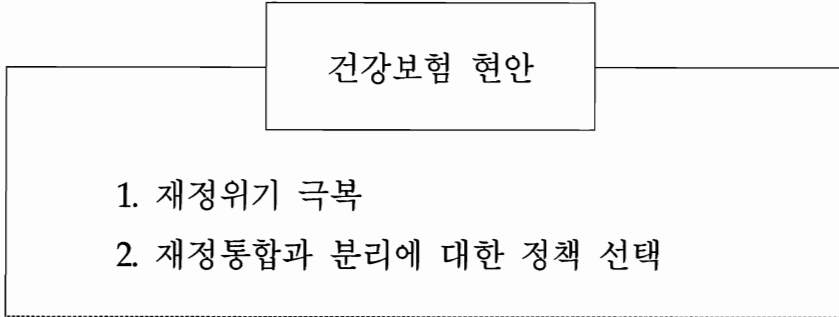 건강보험 현안
1. 재정위기 극복
2. 재정통합과 분리에 대한 정책 선택